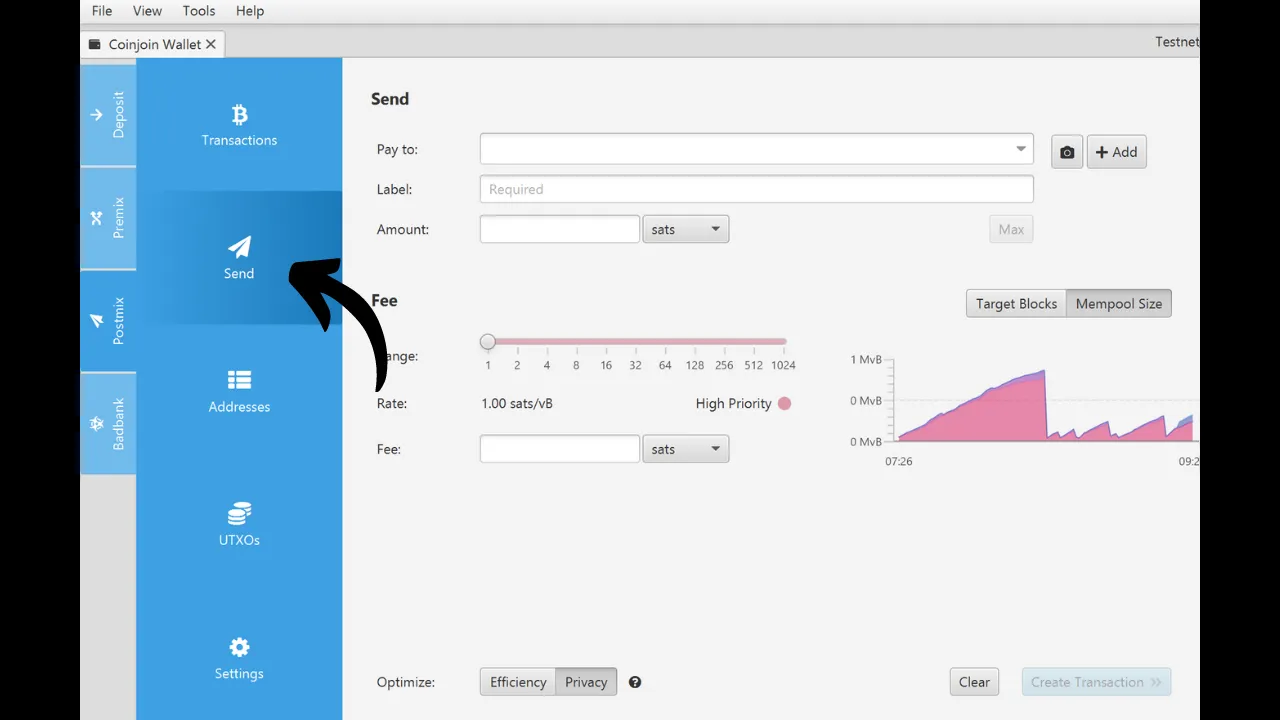 File View Tools Help
Coinjoin Wallet
Testnet
Deposit
Premix
Postmix
Badbank
Transactions
Send
Addresses
UTXOs
Settings
Send
Pay to:
Add
Label: Required
Amount: sats Max
Fee
Target Blocks Mempool Size
ange:
1 2 4 8 16 32 64 128 256 512 1024
Rate: 1.00 sats/vB High Priority
Fee: sats
1 MvB
0 MvB
0 MvB
07:26 09:2
Optimize: Efficiency Privacy Clear Create Transaction